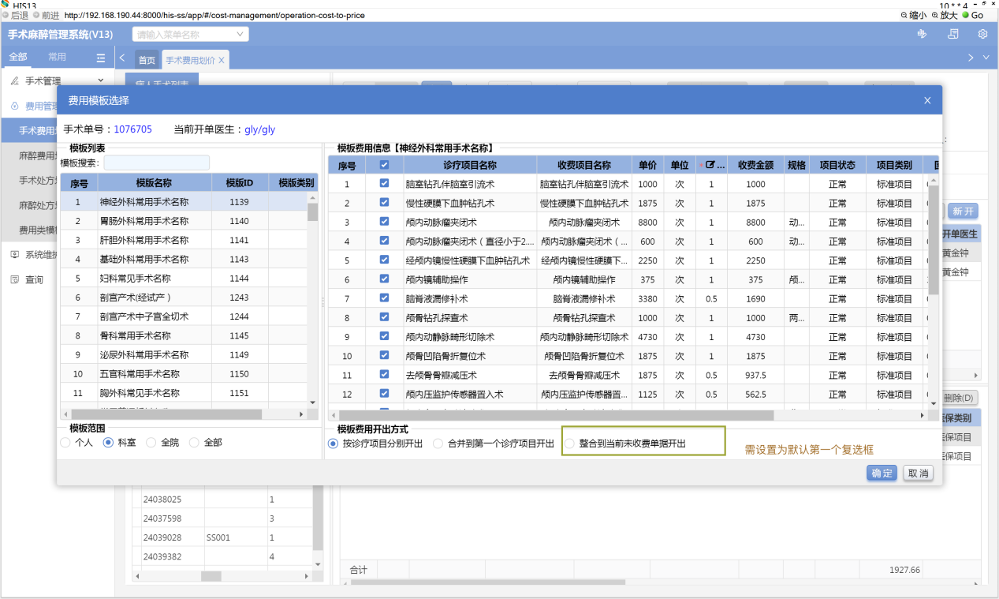 HIS13
10 * * 4
后退 前进 http://192.168.190.44:8000/his-ss/app/#/cost-management/operation-cost-to-price 缩小 放大 Go
手术麻醉管理系统(V13) 请输入菜单名称
全部 常用 首页 手术费用划价 X
手术管理 病人手术列表
费用管理
手术费用
麻醉费用
手术处方
麻醉处方
费用类模
系统维护
查询
费用模板选择
手术单号：1076705 当前开单医生：gly/gly
模板列表
模板搜索:
序号 模版名称 模版ID 模版类别
1 神经外科常用手术名称 1139
2 胃肠外科常用手术名称 1140
3 肝胆外科常用手术名称 1141
4 基础外科常用手术名称 1143
5 妇科常见手术名称 1144
6 剖宫产术(经试产） 1243
7 剖宫产术中子宫全切术 1244
8 骨科常用手术名称 1145
9 泌尿外科常用手术名称 1149
10 五官科常用手术名称 1150
11 胸外科常见手术名称 1151
模板范围
个人 科室 全院 全部
模板费用信息【神经外科常用手术名称】
序号 诊疗项目名称 收费项目名称 单价 单位 *... 收费金额 规格 项目状态 项目类别
1 脑室钻孔伴脑室引流术 脑室钻孔伴脑室引流术 1000 次 1 1000 正常 标准项目
2 慢性硬膜下血肿钻孔术 慢性硬膜下血肿钻孔术 1875 次 1 1875 正常 标准项目
3 颅内动脉瘤夹闭术 颅内动脉瘤夹闭术 8800 次 1 8800 动... 正常 标准项目
4 颅内动脉瘤夹闭术（直径小于2.... 颅内动脉瘤夹闭术（... 600 次 1 600 动... 正常 标准项目
5 经颅内镜慢性硬膜下血肿钻孔术 经颅内镜慢性硬膜下... 2250 次 1 2250 正常 标准项目
6 颅内镜辅助操作 颅内镜辅助操作 375 次 1 375 颅... 正常 标准项目
7 脑脊液漏修补术 脑脊液漏修补术 3380 次 0.5 1690 正常 标准项目
8 颅骨钻孔探查术 颅骨钻孔探查术 1000 次 1 1000 两... 正常 标准项目
9 颅内动静脉畸形切除术 颅内动静脉畸形切除术 4730 次 1 4730 正常 标准项目
10 颅骨凹陷骨折复位术 颅骨凹陷骨折复位术 1875 次 1 1875 正常 标准项目
11 去颅骨骨瓣减压术 去颅骨骨瓣减压术 1875 次 0.5 937.5 正常 标准项目
12 颅内压监护传感器置入术 颅内压监护传感器置... 1125 次 0.5 562.5 正常 标准项目
模板费用开出方式
按诊疗项目分别开出 合并到第一个诊疗项目开出 整合到当前未收费单据开出
需设置为默认第一个复选框
确定 取消
新开
开单医生
黄金钟
黄金钟
删除(D)
医保类别
医保项目
医保项目
24038025 1
24037598 3
24039028 SS001 1
24039382 4
合计 1927.66